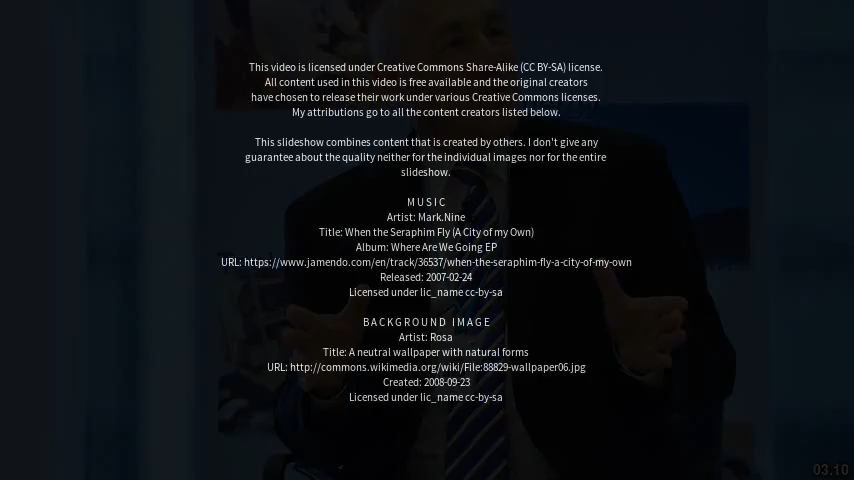 This video is licensed under Creative Commons Share-Alike (CC BY-SA) license.
All content used in this video is free available and the original creators
have chosen to release their work under various Creative Commons licenses.
My attributions go to all the content creators listed below.
This slideshow combines content that is created by others. I don't give any
guarantee about the quality neither for the individual images nor for the entire
slideshow.
MUSIC
Artist: Mark.Nine
Title: When the Seraphim Fly (A City of my Own)
Album: Where Are We Going EP
URL: https://www.jamendo.com/en/track/36537/when-the-seraphim-fly-a-city-of-my-own
Released: 2007-02-24
Licensed under lic_name cc-by-sa
BACKGROUND IMAGE
Artist: Rosa
Title: A neutral wallpaper with natural forms
URL: http://commons.wikimedia.org/wiki/File:88829-wallpaper06.jpg
Created: 2008-09-23
Licensed under lic_name cc-by-sa
03.10